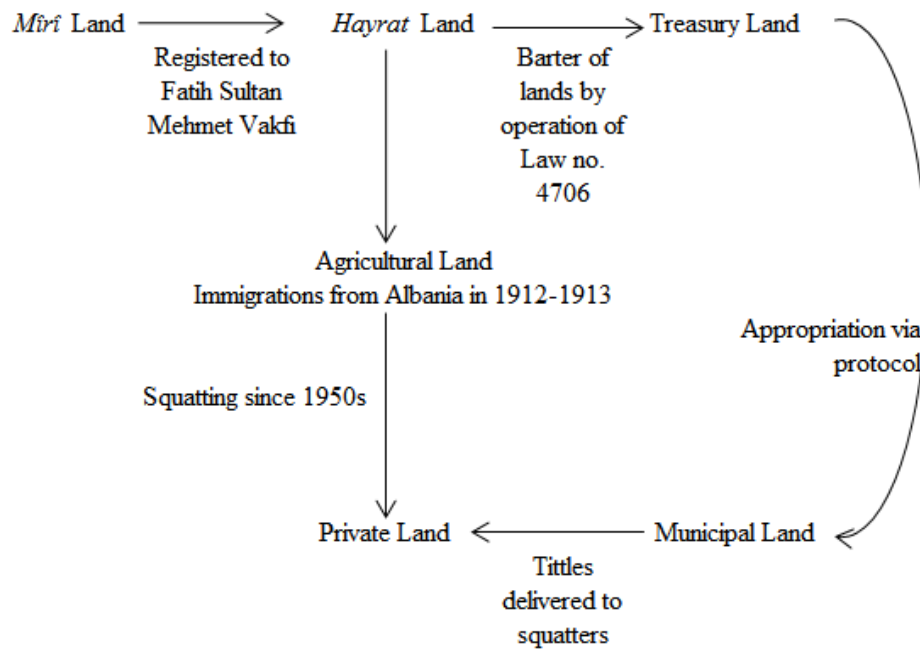 Mîrî Land
Hayrat Land
Treasury Land
Registered to
Fatih Sultan
Mehmet Vakfi
Barter of
lands by
operation of
Law no.
4706
Agricultural Land
Immigrations from Albania in 1912-1913
Appropriation via
protocol
Squatting since 1950s
Private Land
Municipal Land
Tittles
delivered to
squatters